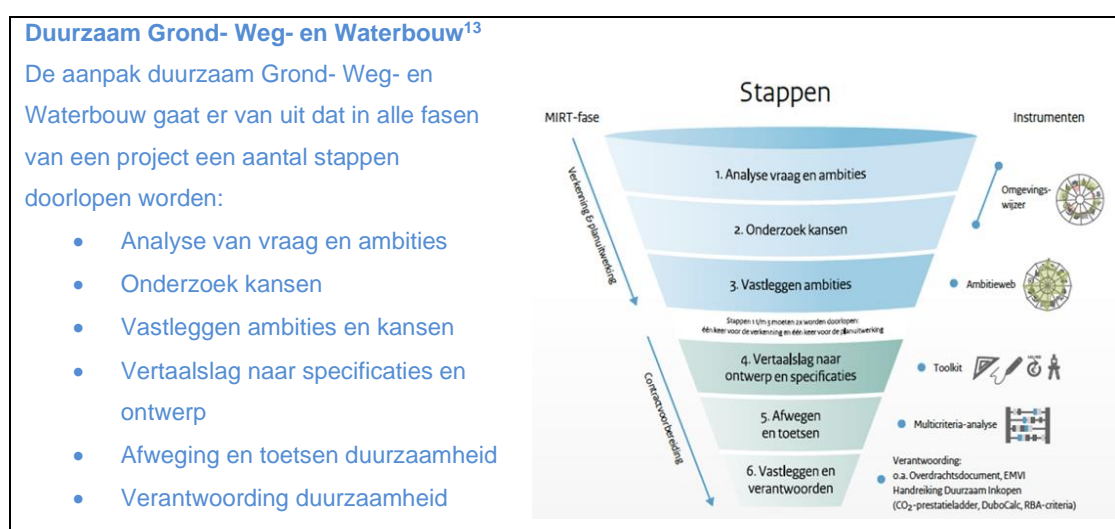 Duurzaam Grond- Weg- en Waterbouw13
De aanpak duurzaam Grond- Weg- en
Waterbouw gaat er van uit dat in alle fasen
van een project een aantal stappen
doorlopen worden:
• Analyse van vraag en ambities
• Onderzoek kansen
• Vastleggen ambities en kansen
• Vertaalslag naar specificaties en
ontwerp
• Afweging en toetsen duurzaamheid
• Verantwoording duurzaamheid
Stappen
MIRT-fase
Instrumenten
Verkenning & planuitwerking
1. Analyse vraag en ambities
Omgevings-
wijzer
2. Onderzoek kansen
3. Vastleggen ambities
Ambitieweb
Stappen 1 t/m 3 moeten 2x worden doorlopen:
één keer voor de verkenning en één keer voor de planuitwerking
Contractvoorbereiding
4. Vertaalslag naar
ontwerp en specificaties
Toolkit
5. Afwegen
en toetsen
Multicriteria-analyse
6. Vastleggen en
verantwoorden
Verantwoording:
o.a. Overdrachtsdocument, EMVI
Handreiking Duurzaam Inkopen
(CO₂-prestatieladder, DuboCalc, RBA-criteria)